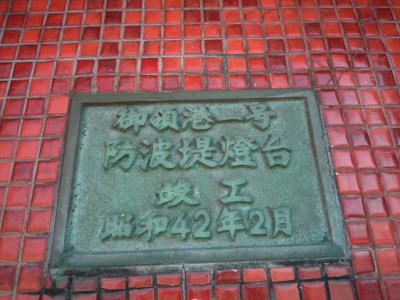 御領港一号
防波堤燈台
竣工
昭和42年2月